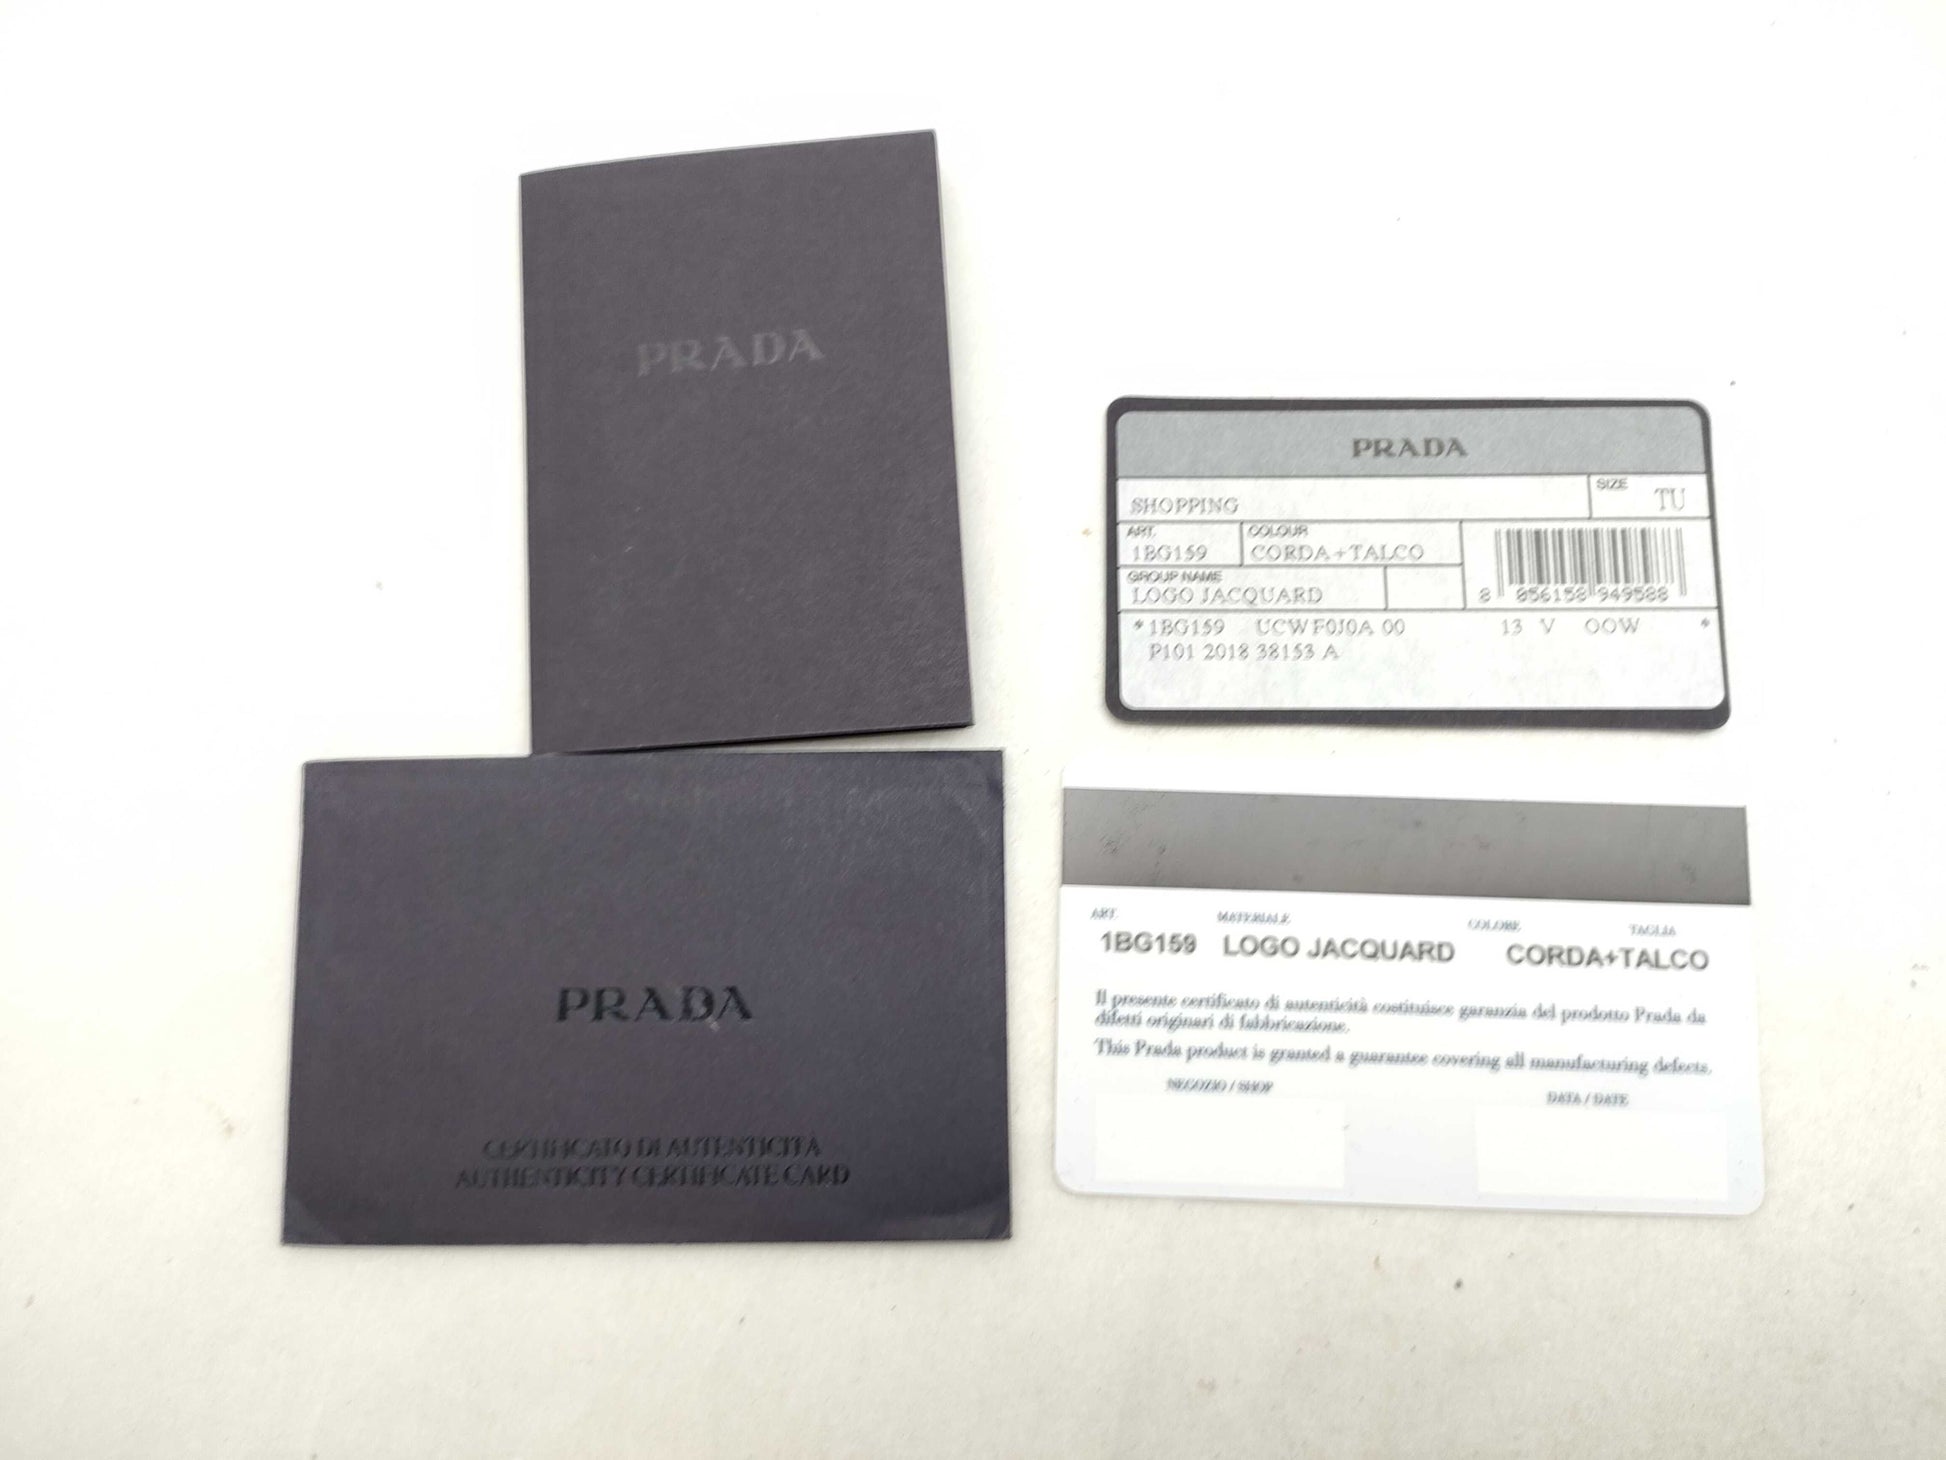 PRADA
PRADA
CERTIFICATO DI AUTENTICITÀ
AUTHENTICITY CERTIFICATE CARD
PRADA
SHOPPING
SIZE
TU
ART.
1BG159
COLOUR
CORDA+TALCO
GROUP NAME
LOGO JACQUARD
8 056158 949588
*1BG159 UCW F0J0A 00 13 V OOW *
P101 2018 38153 A
ART. MATERIALE COLORE TAGLIA
1BG159 LOGO JACQUARD CORDA+TALCO
Il presente certificato di autenticità costituisce garanzia del prodotto Prada da
difetti originari di fabbricazione.
This Prada product is granted a guarantee covering all manufacturing defects.
NEGOZIO / SHOP
DATA / DATE